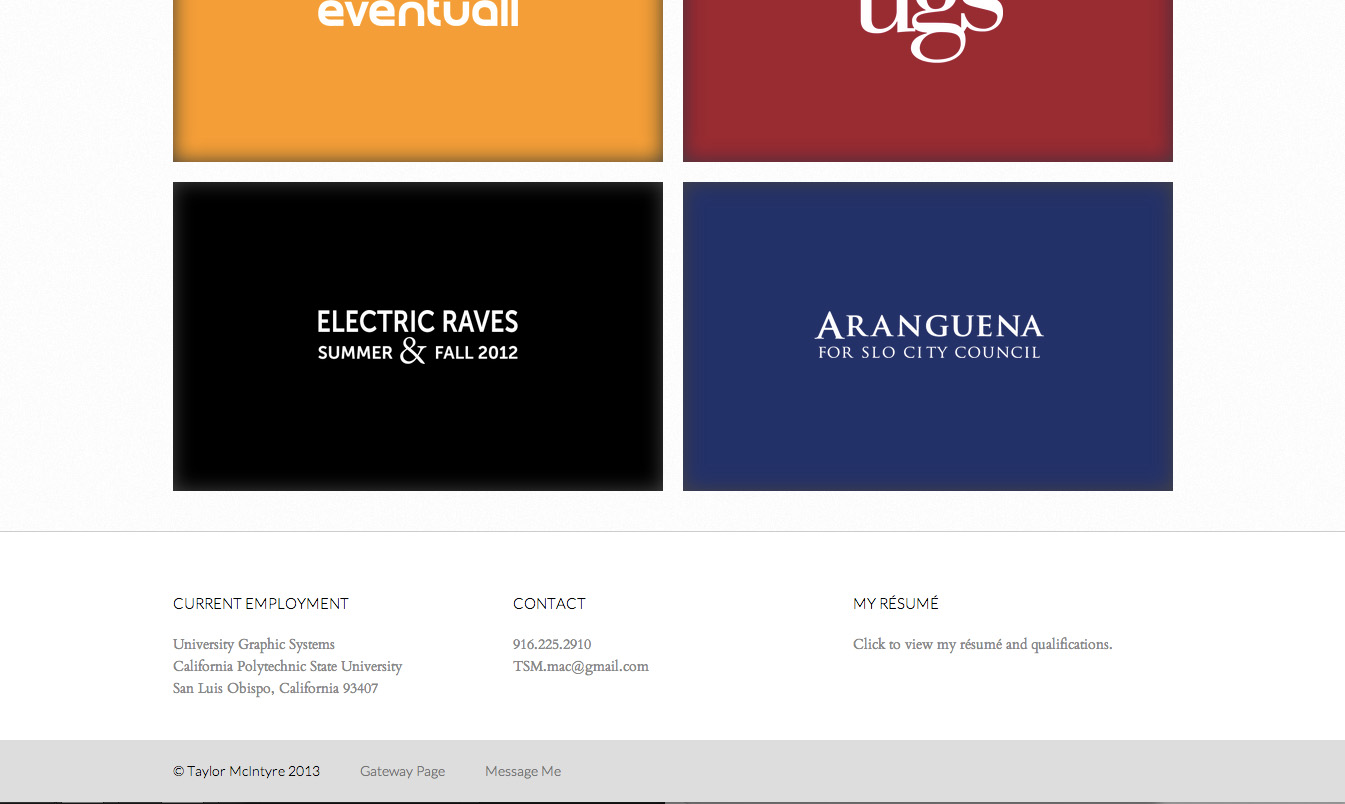 eventuall
ugs
ELECTRIC RAVES
SUMMER & FALL 2012
ARANGUENA
FOR SLO CITY COUNCIL
CURRENT EMPLOYMENT
University Graphic Systems
California Polytechnic State University
San Luis Obispo, California 93407
CONTACT
916.225.2910
TSM.mac@gmail.com
MY RÉSUMÉ
Click to view my résumé and qualifications.
© Taylor McIntyre 2013 Gateway Page Message Me